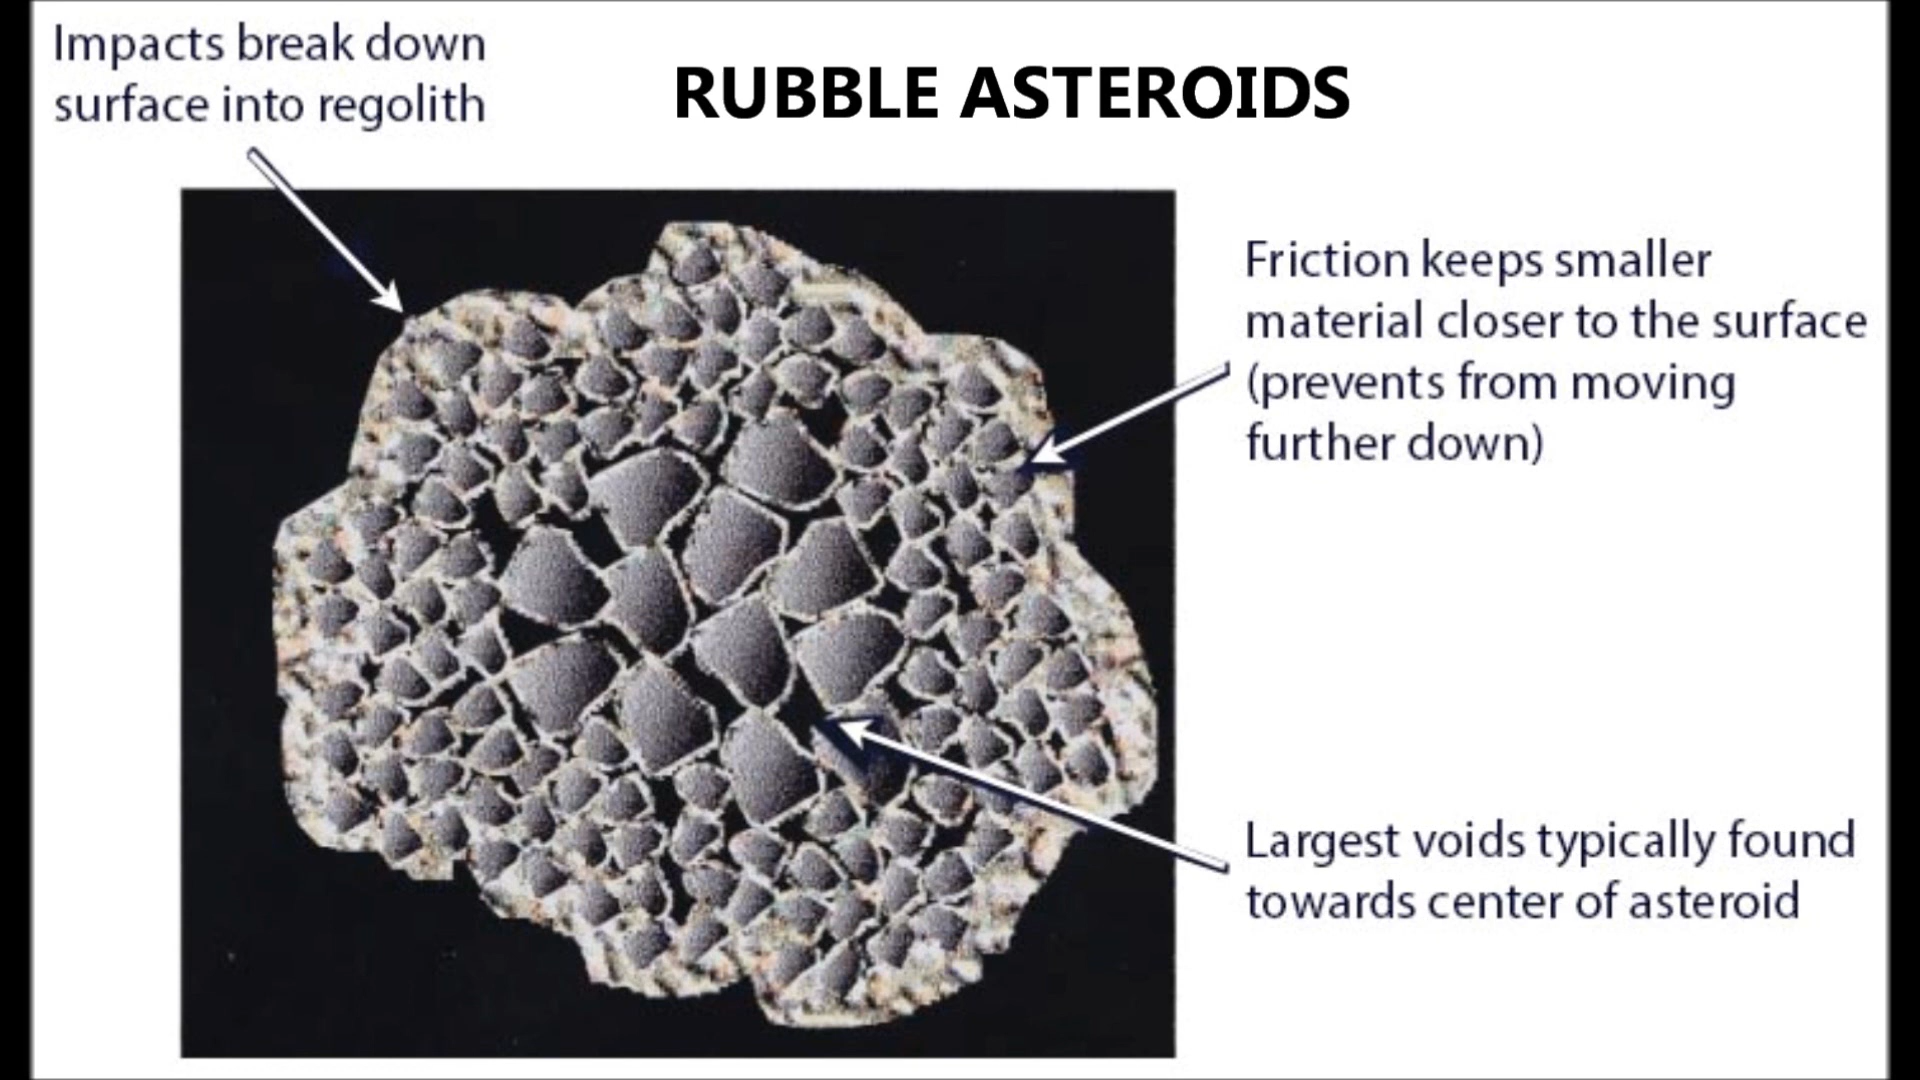 Impacts break down
surface into regolith
RUBBLE ASTEROIDS
Friction keeps smaller
material closer to the surface
(prevents from moving
further down)
Largest voids typically found
towards center of asteroid